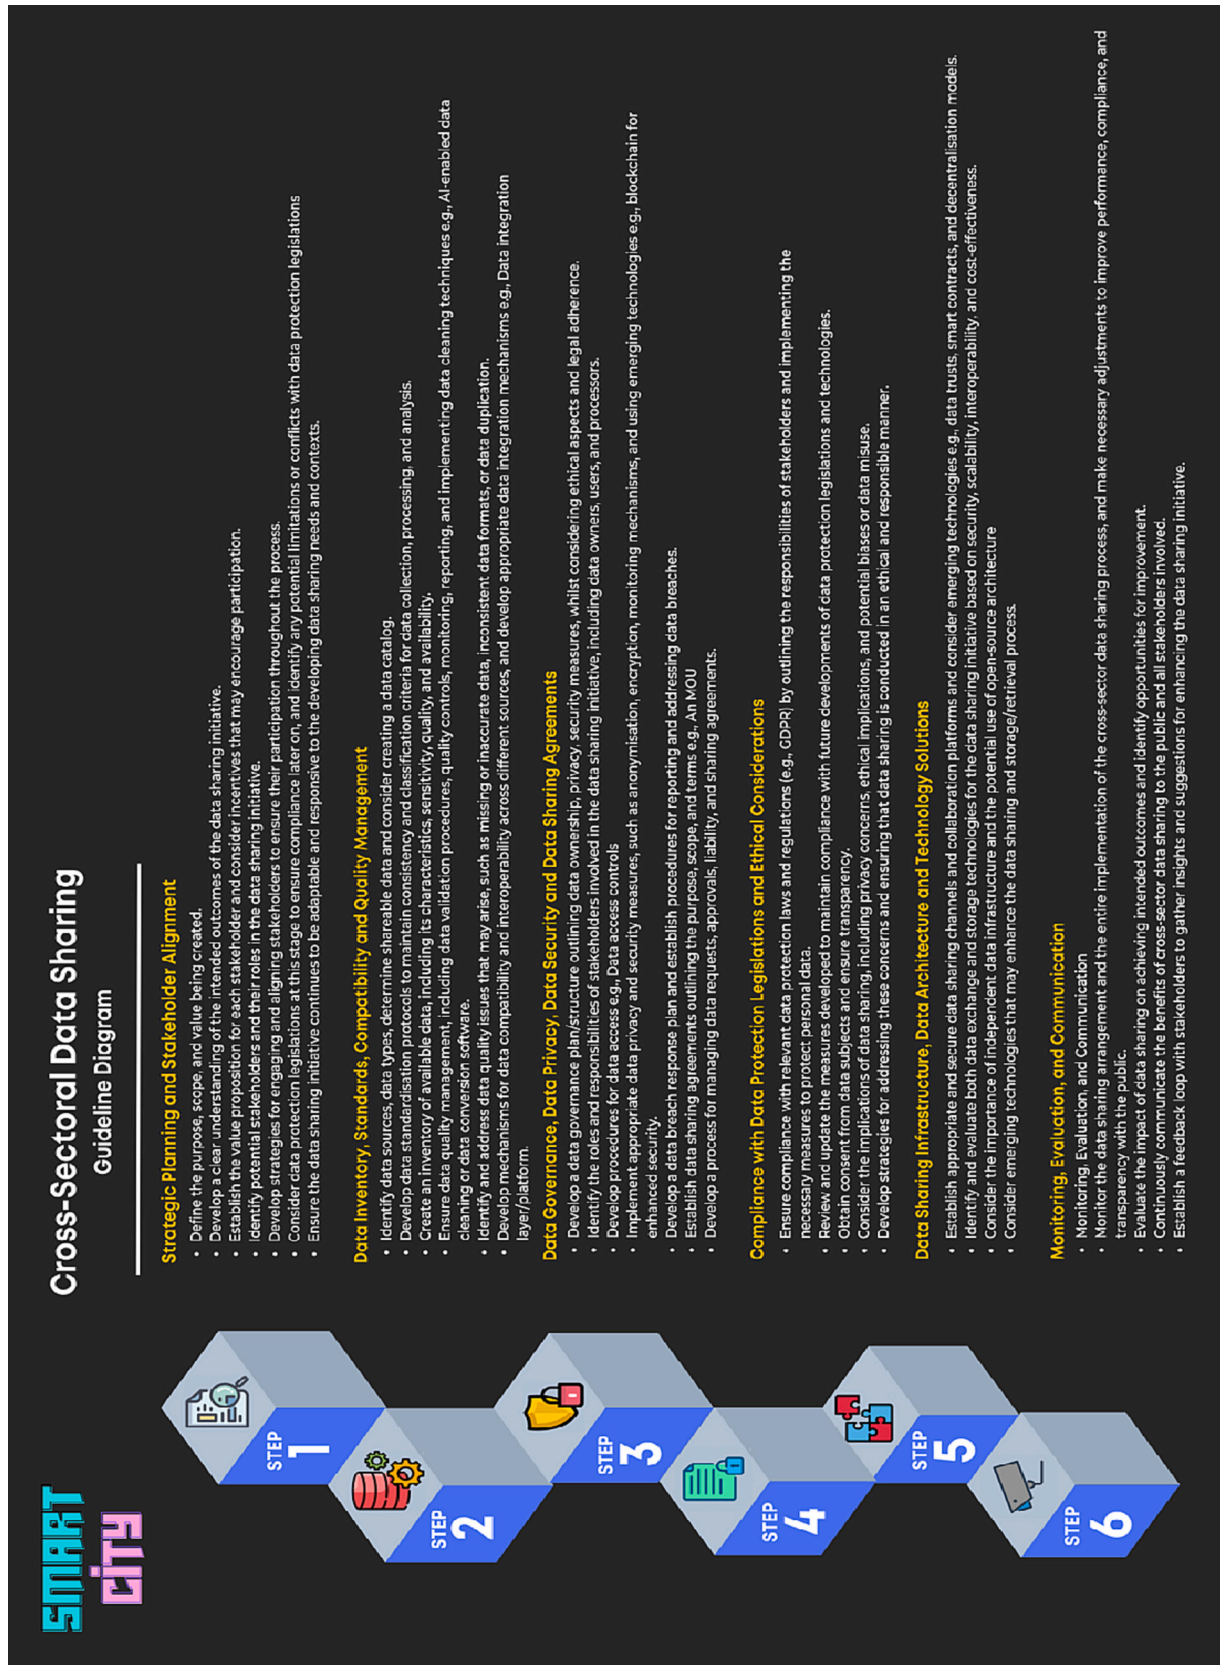 SMART
CITY
Cross-Sectoral Data Sharing
Guideline Diagram
STEP
1
Strategic Planning and Stakeholder Alignment
• Define the purpose, scope, and value being created.
• Develop a clear understanding of the intended outcomes of the data sharing initiative.
• Establish the value proposition for each stakeholder and consider incentives that may encourage participation.
• Identify potential stakeholders and their roles in the data sharing initiative.
• Develop strategies for engaging and aligning stakeholders to ensure their participation throughout the process.
• Consider data protection legislations at this stage to ensure compliance later on, and identify any potential limitations or conflicts with data protection legislations
• Ensure the data sharing initiative continues to be adaptable and responsive to the developing data sharing needs and contexts.
STEP
2
Data Inventory, Standards, Compatibility and Quality Management
• Identify data sources, data types, determine shareable data and consider creating a data catalog.
• Develop data standardisation protocols to maintain consistency and classification criteria for data collection, processing, and analysis.
• Create an inventory of available data, including its characteristics, sensitivity, quality, and availability.
• Ensure data quality management, including data validation procedures, quality controls, monitoring, reporting, and implementing data cleaning techniques e.g., AI-enabled data
cleaning or data conversion software.
• Identify and address data quality issues that may arise, such as missing or inaccurate data, inconsistent data formats, or data duplication.
• Develop mechanisms for data compatibility and interoperability across different sources, and develop appropriate data integration mechanisms e.g., Data integration
layer/platform.
STEP
3
Data Governance, Data Privacy, Data Security and Data Sharing Agreements
• Develop a data governance plan/structure outlining data ownership, privacy, security measures, whilst considering ethical aspects and legal adherence.
• Identify the roles and responsibilities of stakeholders involved in the data sharing initiative, including data owners, users, and processors.
• Develop procedures for data access e.g., Data access controls
• Implement appropriate data privacy and security measures, such as anonymisation, encryption, monitoring mechanisms, and using emerging technologies e.g., blockchain for
enhanced security.
• Develop a data breach response plan and establish procedures for reporting and addressing data breaches.
• Establish data sharing agreements outlining the purpose, scope, and terms e.g., An MOU
• Develop a process for managing data requests, approvals, liability, and sharing agreements.
STEP
4
Compliance with Data Protection Legislations and Ethical Considerations
• Ensure compliance with relevant data protection laws and regulations (e.g., GDPR) by outlining the responsibilities of stakeholders and implementing the
necessary measures to protect personal data.
• Review and update the measures developed to maintain compliance with future developments of data protection legislations and technologies.
• Obtain consent from data subjects and ensure transparency.
• Consider the implications of data sharing, including privacy concerns, ethical implications, and potential biases or data misuse.
• Develop strategies for addressing these concerns and ensuring that data sharing is conducted in an ethical and responsible manner.
STEP
5
Data Sharing Infrastructure, Data Architecture and Technology Solutions
• Establish appropriate and secure data sharing channels and collaboration platforms and consider emerging technologies e.g., data trusts, smart contracts, and decentralisation models.
• Identify and evaluate both data exchange and storage technologies for the data sharing initiative based on security, scalability, interoperability, and cost-effectiveness.
• Consider the importance of independent data infrastructure and the potential use of open-source architecture
• Consider emerging technologies that may enhance the data sharing and storage/retrieval process.
STEP
6
Monitoring, Evaluation, and Communication
• Monitoring, Evaluation, and Communication
• Monitor the data sharing arrangement and the entire implementation of the cross-sector data sharing process, and make necessary adjustments to improve performance, compliance, and
transparency with the public.
• Evaluate the impact of data sharing on achieving intended outcomes and identify opportunities for improvement.
• Continuously communicate the benefits of cross-sector data sharing to the public and all stakeholders involved.
• Establish a feedback loop with stakeholders to gather insights and suggestions for enhancing the data sharing initiative.